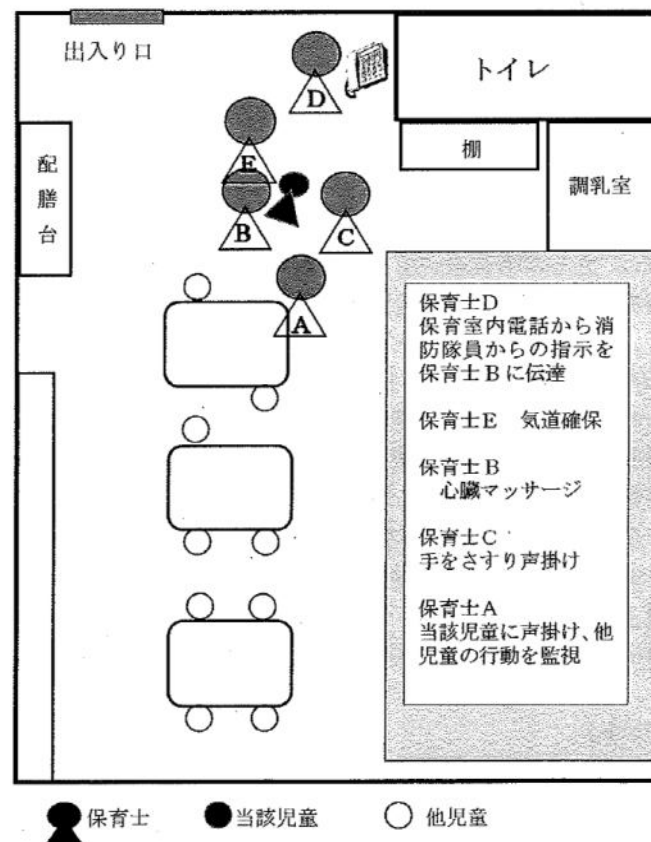 出入り口
トイレ
D
E
棚
配膳台
調乳室
B
C
A
保育士D
保育室内電話から消
防隊員からの指示を
保育士Bに伝達
保育士E 気道確保
保育士B
心臓マッサージ
保育士C
手をさすり声掛け
保育士A
当該児童に声掛け、他
児童の行動を監視
保育士
当該児童
他児童